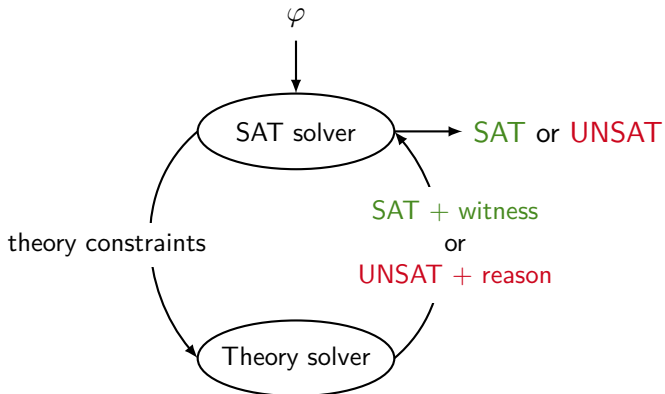 φ
SAT solver
SAT or UNSAT
SAT + witness
or
UNSAT + reason
theory constraints
Theory solver